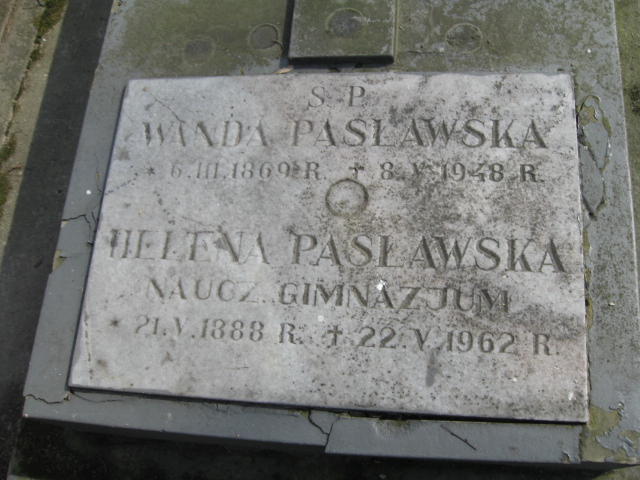 S P
WANDA PASŁAWSKA
* 6.III.1869 R. + 8.V.1948 R.
HELENA PASŁAWSKA
NAUCZ. GIMNAZJUM
* 21.V.1888 R. + 22.V.1962 R.